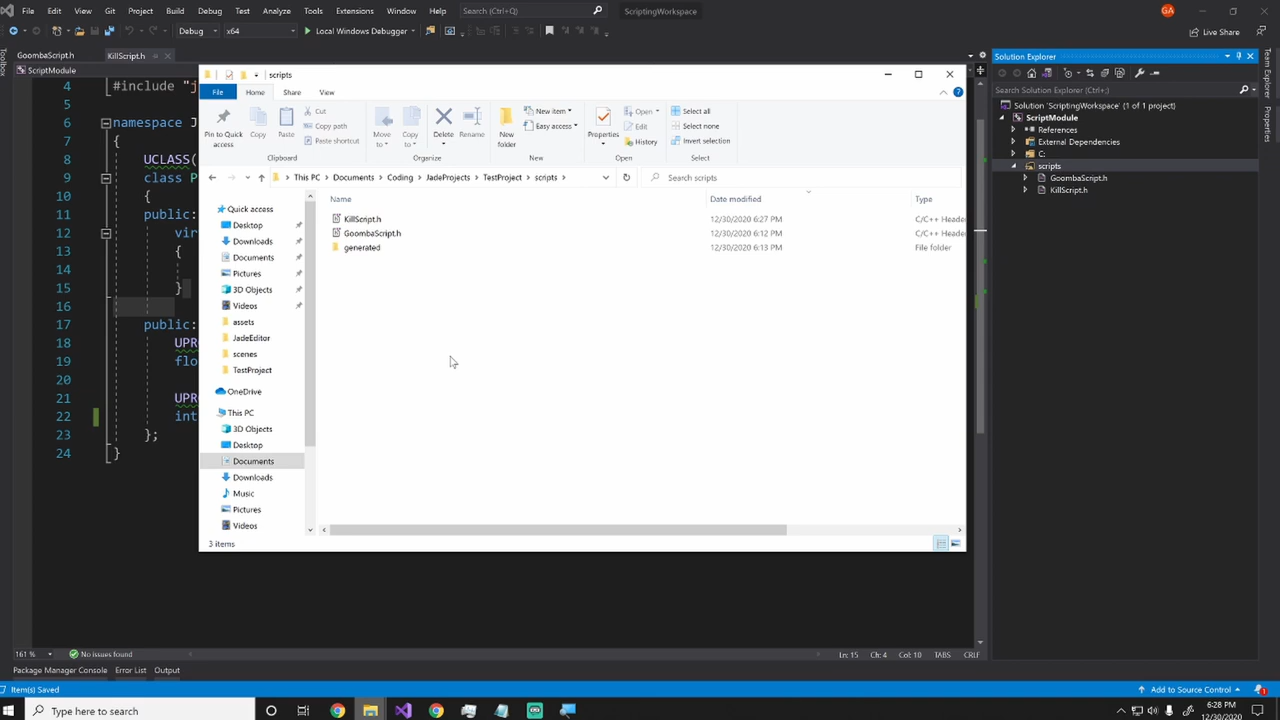 File Edit View Git Project Build Debug Test Analyze Tools Extensions Window Help Search (Ctrl+Q) ScriptingWorkspace GA
Debug x64 Local Windows Debugger Live Share
GoombaScript.h KillScript.h
ScriptModule
4 #include "j
5
6 namespace J
7 {
8 UCLASS(
9 class P
10 {
11 public:
12 vir
13 {
14
15 }
16
17 public:
18 UPR
19 flo
20
21 UPR
22 int
23 };
24 }
scripts
File Home Share View
Pin to Quick access
Copy
Paste
Cut
Copy path
Paste shortcut
Clipboard
Move to
Copy to
Delete
Rename
Organize
New folder
New item
Easy access
New
Properties
Open
Edit
History
Open
Select all
Select none
Invert selection
Select
This PC Documents Coding JadeProjects TestProject scripts
Search scripts
Quick access
Desktop
Downloads
Documents
Pictures
3D Objects
Videos
assets
JadeEditor
scenes
TestProject
OneDrive
This PC
3D Objects
Desktop
Documents
Downloads
Music
Pictures
Videos
Name Date modified Type
KillScript.h 12/30/2020 6:27 PM C/C++ Heade
GoombaScript.h 12/30/2020 6:12 PM C/C++ Heade
generated 12/30/2020 6:13 PM File folder
3 items
Solution Explorer
Search Solution Explorer (Ctrl+;)
Solution 'ScriptingWorkspace' (1 of 1 project)
ScriptModule
References
External Dependencies
C:
scripts
GoombaScript.h
KillScript.h
Toolbox
Team Explorer
Properties
161 % No issues found Ln: 15 Ch: 4 Col: 10 TABS CRLF
Package Manager Console Error List Output
Item(s) Saved Add to Source Control 1
Type here to search
6:28 PM
12/30/2020